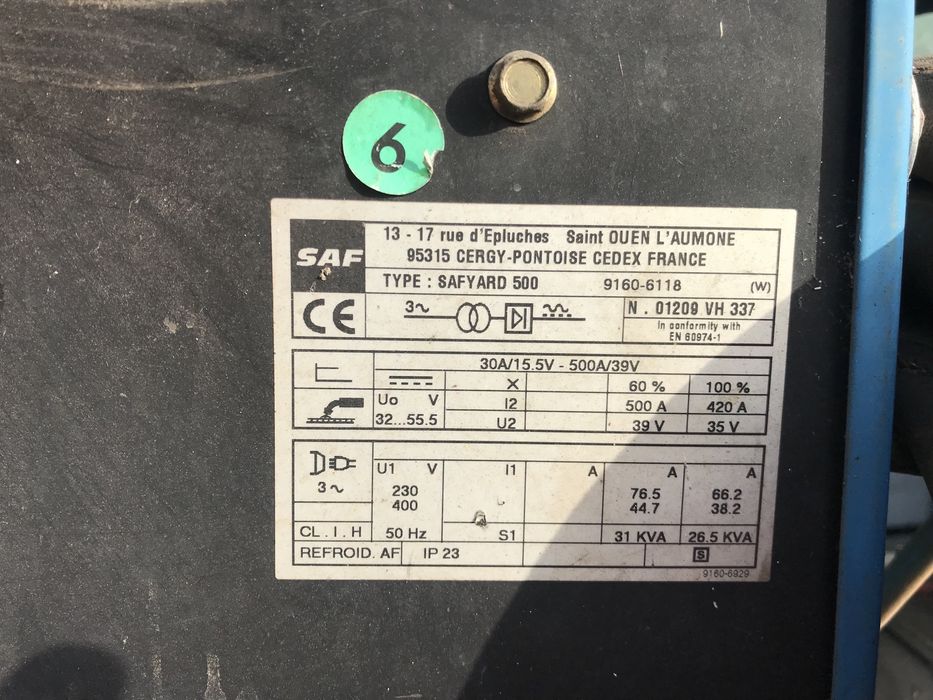 6
SAF
13 - 17 rue d'Epluches Saint OUEN L'AUMONE
95315 CERGY-PONTOISE CEDEX FRANCE
TYPE : SAFYARD 500 9160-6118 (W)
CE
3~
N . 01209 VH 337
In conformity with
EN 60974-1
30A/15.5V - 500A/39V
X 60 % 100 %
Uo V I2 500 A 420 A
32...55.5 U2 39 V 35 V
3~
U1 V I1 A A A
230 76.5 66.2
400 44.7 38.2
CL . I . H 50 Hz S1 31 KVA 26.5 KVA
REFROID. AF IP 23 S
9160-6929